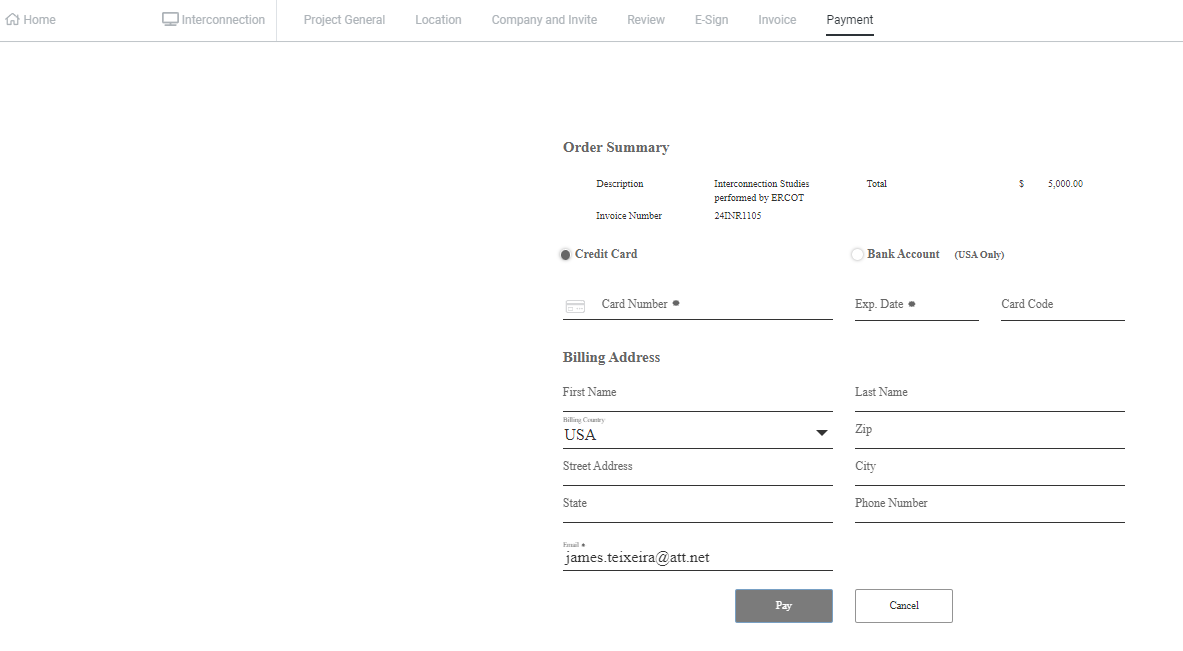 Home Interconnection Project General Location Company and Invite Review E-Sign Invoice Payment
Order Summary
Description Interconnection Studies Total $ 5,000.00
performed by ERCOT
Invoice Number 24INR1105
Credit Card Bank Account (USA Only)
Card Number * Exp. Date * Card Code
Billing Address
First Name Last Name
Billing Country
USA Zip
Street Address City
State Phone Number
Email *
james.teixeira@att.net
Pay Cancel